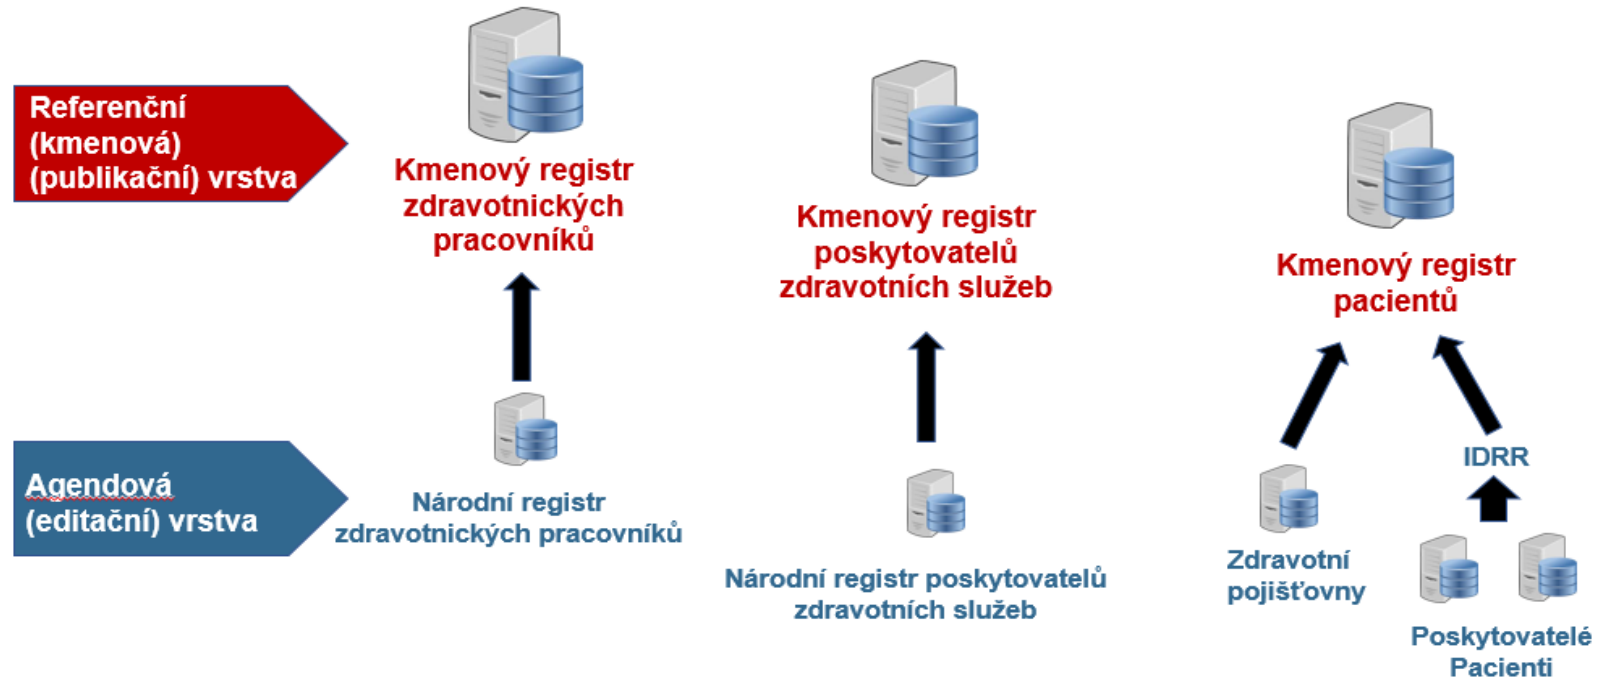 Referenční
(kmenová)
(publikační) vrstva
Kmenový registr
zdravotnických
pracovníků
Kmenový registr
poskytovatelů
zdravotních služeb
Kmenový registr
pacientů
Agendová
(editační) vrstva
Národní registr
zdravotnických pracovníků
Národní registr poskytovatelů
zdravotních služeb
Zdravotní
pojišťovny
IDRR
Poskytovatelé
Pacienti